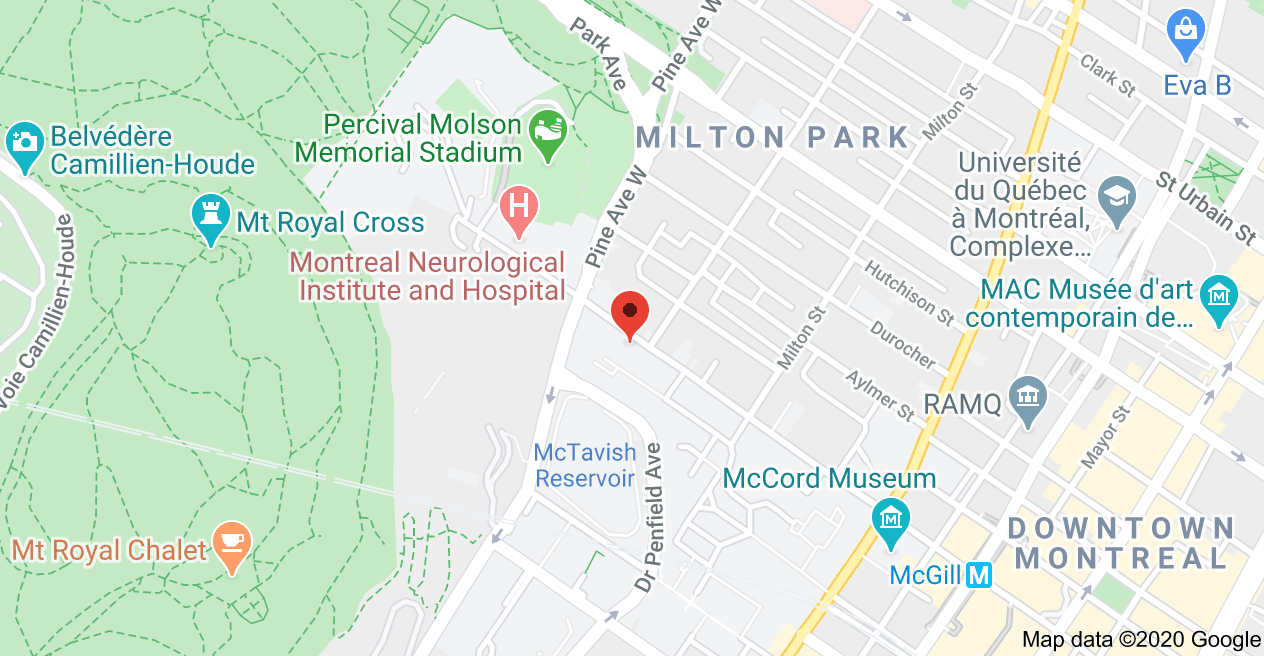 Park Ave
Pine Ave W
Eva B
Clark St
Milton St
Percival Molson
Memorial Stadium
MILTON PARK
Belvédère
Camillien-Houde
Université
du Québec
à Montréal,
Complexe...
St Urbain St
H
Mt Royal Cross
Pine Ave W
Montreal Neurological
Institute and Hospital
Voie Camillien-Houde
Hutchison St
MAC Musée d'art
contemporain de...
Milton St
Durocher
Aylmer St
RAMQ
Mayor St
McTavish
Reservoir
Dr Penfield Ave
McCord Museum
DOWNTOWN
MONTREAL
Mt Royal Chalet
McGill M
Map data ©2020 Google